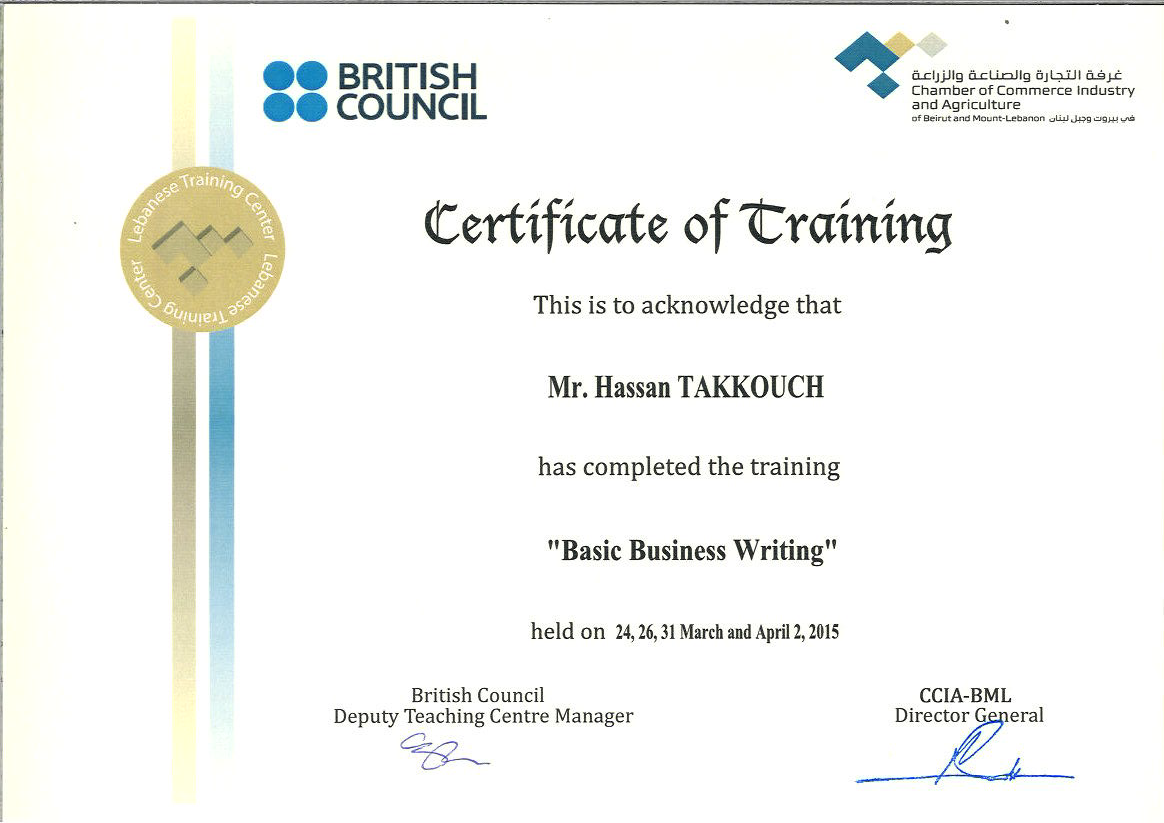 BRITISH
COUNCIL
غرفة التجارة والصناعة والزراعة
Chamber of Commerce Industry
and Agriculture
of Beirut and Mount-Lebanon في بيروت وجبل لبنان
Lebanese Training Center
Lebanese Training Center
Certificate of Training
This is to acknowledge that
Mr. Hassan TAKKOUCH
has completed the training
"Basic Business Writing"
held on 24, 26, 31 March and April 2, 2015
British Council
Deputy Teaching Centre Manager
CCIA-BML
Director General